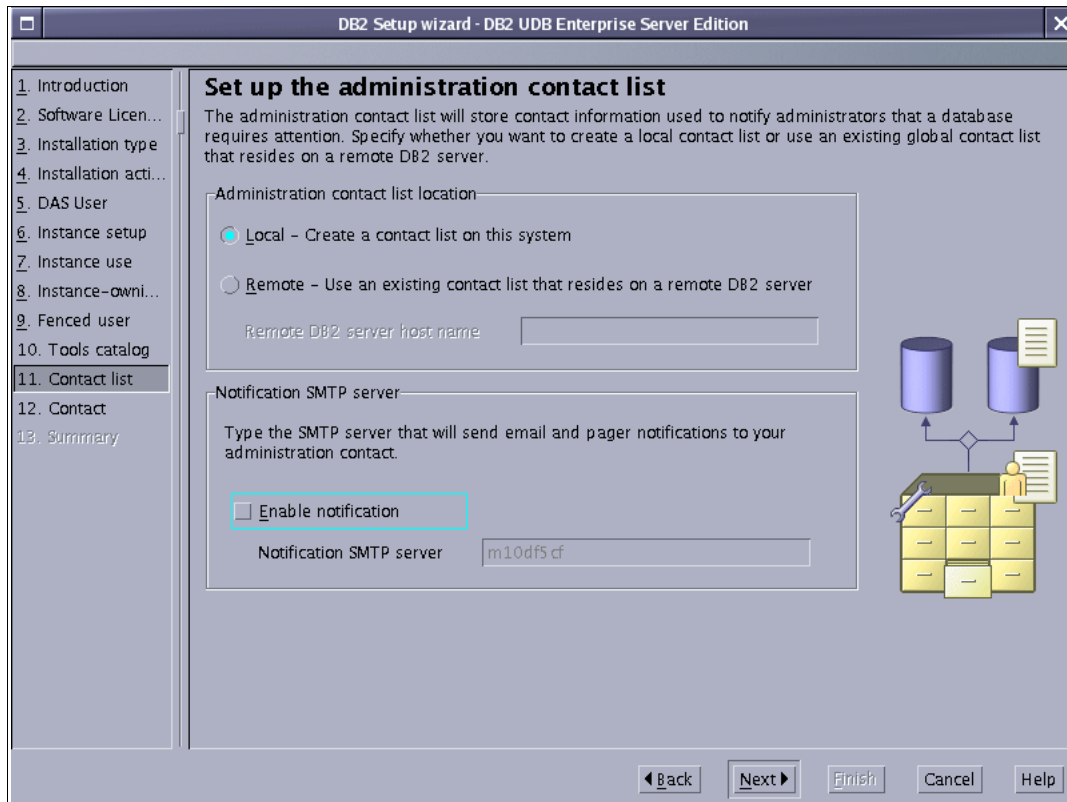 DB2 Setup wizard - DB2 UDB Enterprise Server Edition
1. Introduction
2. Software Licen...
3. Installation type
4. Installation acti...
5. DAS User
6. Instance setup
7. Instance use
8. Instance-owni...
9. Fenced user
10. Tools catalog
11. Contact list
12. Contact
13. Summary
Set up the administration contact list
The administration contact list will store contact information used to notify administrators that a database
requires attention. Specify whether you want to create a local contact list or use an existing global contact list
that resides on a remote DB2 server.
Administration contact list location
Local - Create a contact list on this system
Remote - Use an existing contact list that resides on a remote DB2 server
Remote DB2 server host name
Notification SMTP server
Type the SMTP server that will send email and pager notifications to your
administration contact.
Enable notification
Notification SMTP server m10df5cf
Back Next Finish Cancel Help